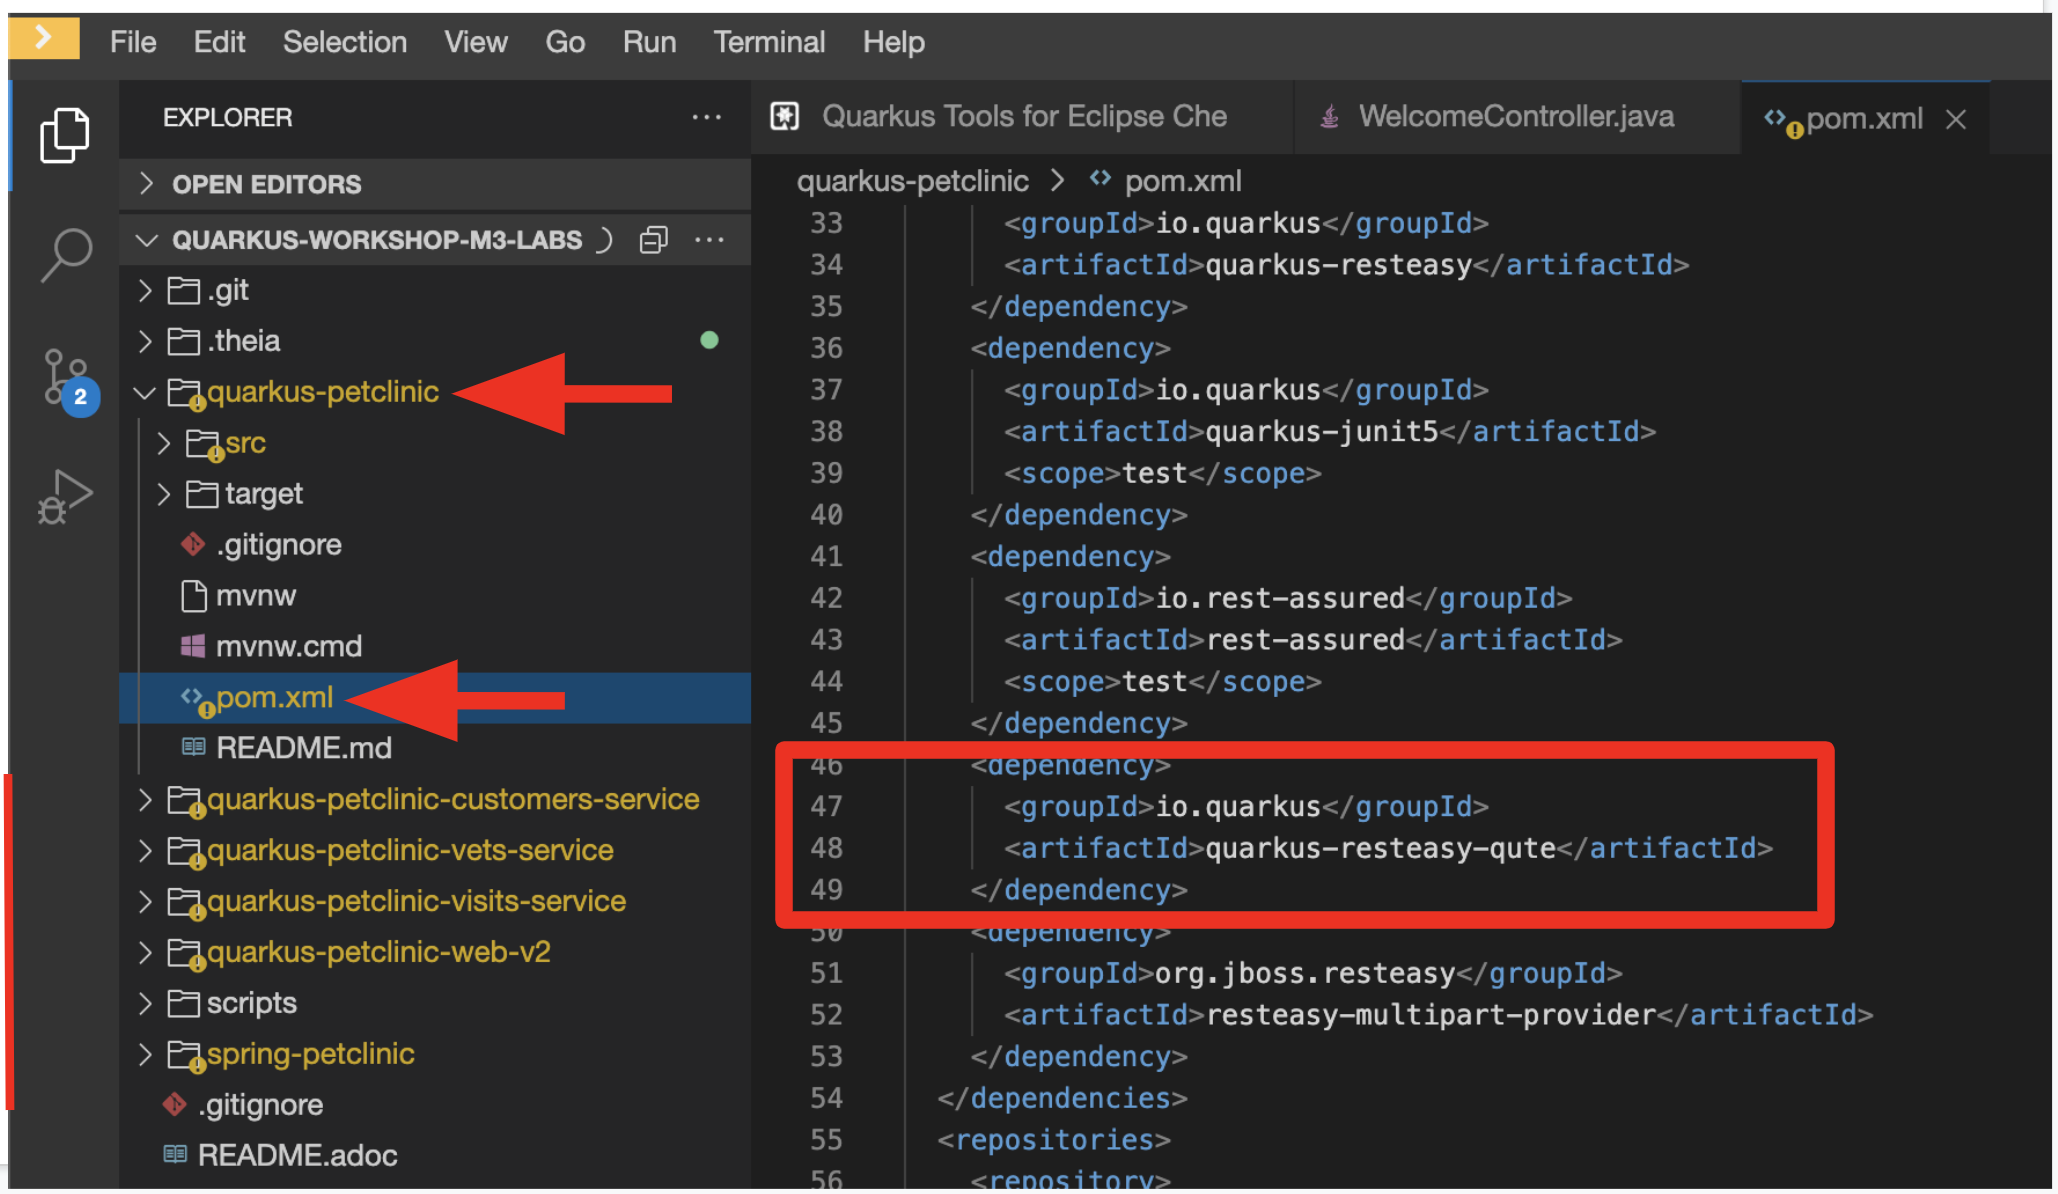 File Edit Selection View Go Run Terminal Help
EXPLORER
OPEN EDITORS
QUARKUS-WORKSHOP-M3-LABS
.git
.theia
quarkus-petclinic
src
target
.gitignore
mvnw
mvnw.cmd
pom.xml
README.md
quarkus-petclinic-customers-service
quarkus-petclinic-vets-service
quarkus-petclinic-visits-service
quarkus-petclinic-web-v2
scripts
spring-petclinic
.gitignore
README.adoc
2
Quarkus Tools for Eclipse Che
WelcomeController.java
pom.xml
quarkus-petclinic > pom.xml
33 <groupId>io.quarkus</groupId>
34 <artifactId>quarkus-resteasy</artifactId>
35 </dependency>
36 <dependency>
37 <groupId>io.quarkus</groupId>
38 <artifactId>quarkus-junit5</artifactId>
39 <scope>test</scope>
40 </dependency>
41 <dependency>
42 <groupId>io.rest-assured</groupId>
43 <artifactId>rest-assured</artifactId>
44 <scope>test</scope>
45 </dependency>
46 <dependency>
47 <groupId>io.quarkus</groupId>
48 <artifactId>quarkus-resteasy-qute</artifactId>
49 </dependency>
50 <dependency>
51 <groupId>org.jboss.resteasy</groupId>
52 <artifactId>resteasy-multipart-provider</artifactId>
53 </dependency>
54 </dependencies>
55 <repositories>
56 <repository>